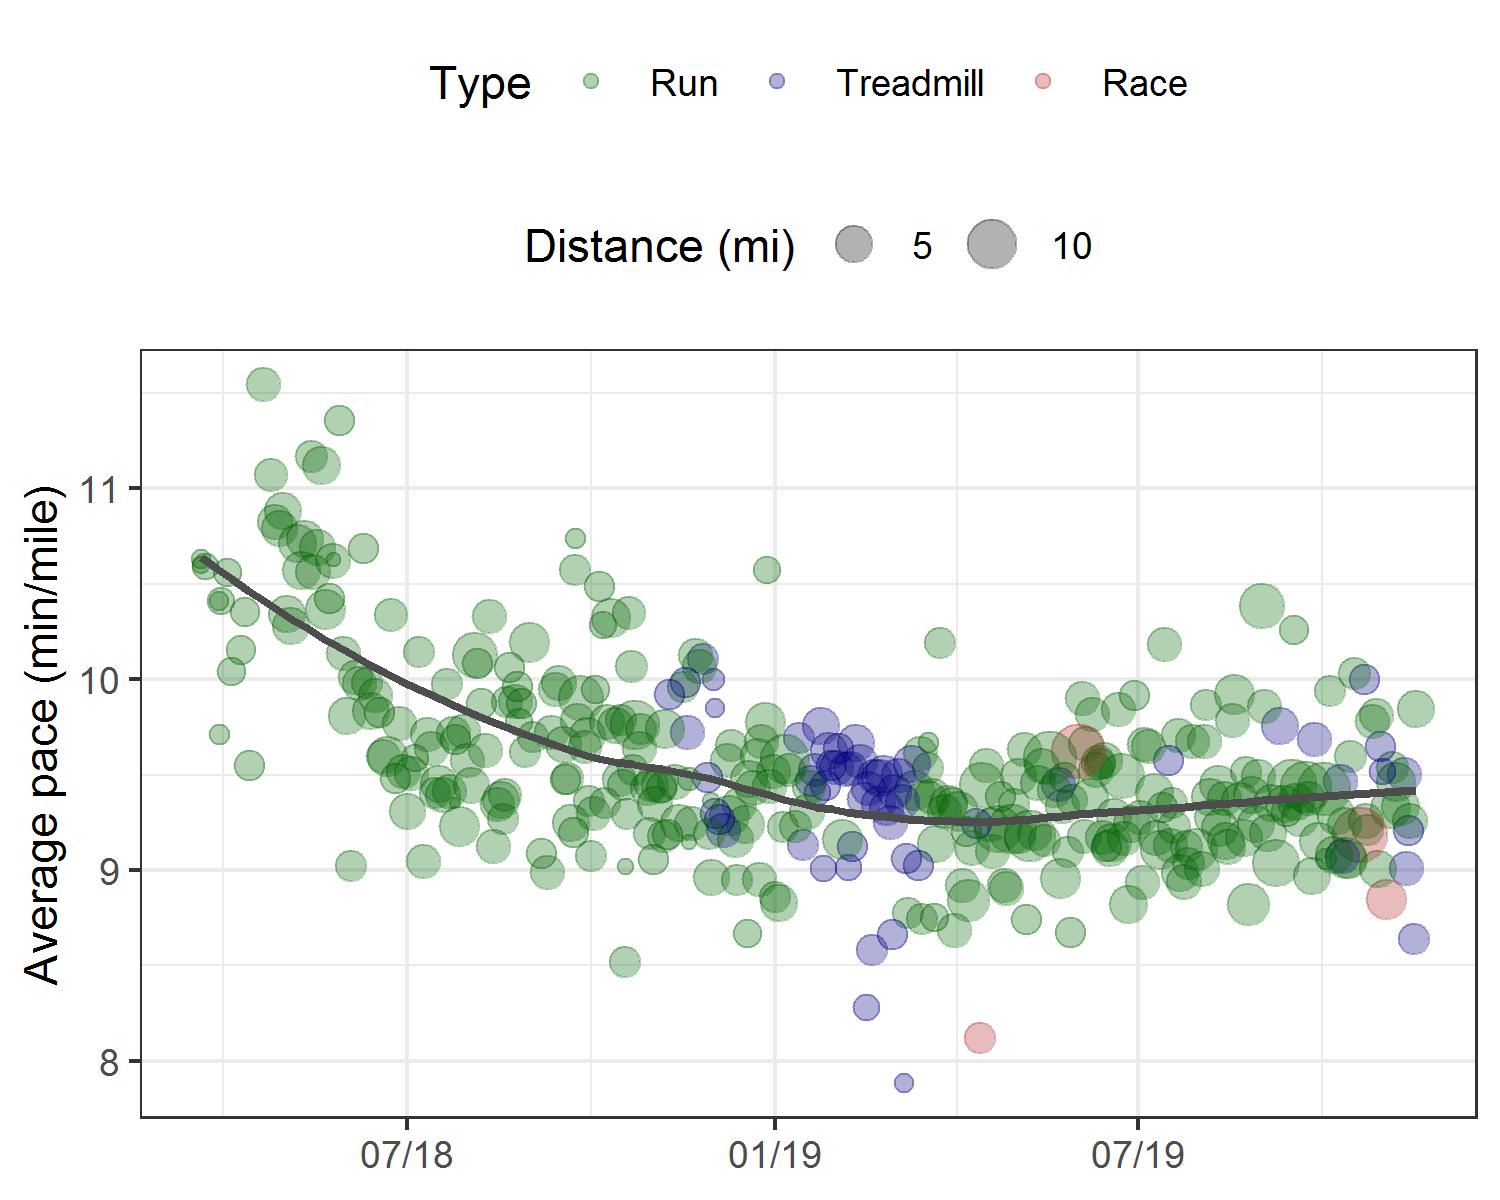 Type Run Treadmill Race
Distance (mi) 5 10
Average pace (min/mile)
11
10
9
8
07/18 01/19 07/19